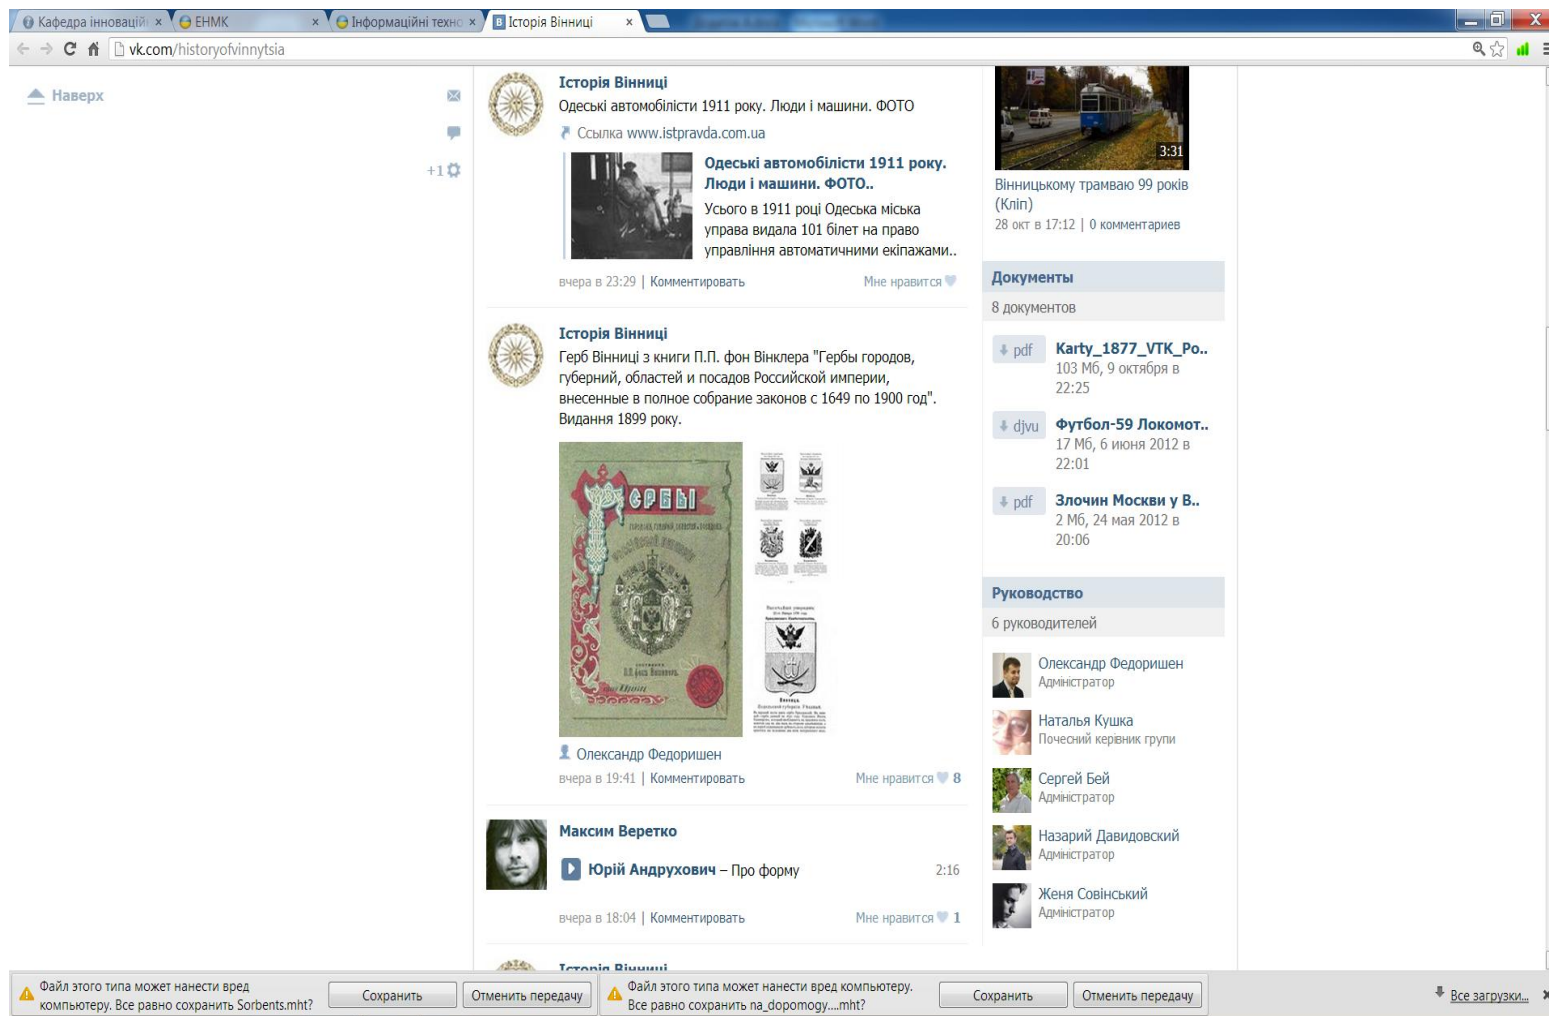 Кафедра інноваці
ЕНМК
Інформаційні техно
Історія Вінниці
vk.com/historyofvinnytsia
Наверх
+1
Історія Вінниці
Одеські автомобілісти 1911 року. Люди і машини. ФОТО
Ссылка www.istpravda.com.ua
Одеські автомобілісти 1911 року.
Люди і машини. ФОТО..
Усього в 1911 році Одеська міська
управа видала 101 білет на право
управління автоматичними екіпажами..
вчера в 23:29 | Комментировать
Мне нравится
Історія Вінниці
Герб Вінниці з книги П.П. фон Вінклера "Гербы городов,
губерний, областей и посадов Российской империи,
внесенные в полное собрание законов с 1649 по 1900 год".
Видання 1899 року.
ГЕРБЫ
Олександр Федоришен
вчера в 19:41 | Комментировать
Мне нравится 8
Максим Веретко
Юрій Андрухович – Про форму
2:16
вчера в 18:04 | Комментировать
Мне нравится 1
Історія Вінниці
3:31
Вінницькому трамваю 99 років
(Кліп)
28 окт в 17:12 | 0 комментариев
Документы
8 документов
pdf
Karty_1877_VTK_Po..
103 Мб, 9 октября в
22:25
djvu
Футбол-59 Локомот..
17 Мб, 6 июня 2012 в
22:01
pdf
Злочин Москви у В..
2 Мб, 24 мая 2012 в
20:06
Руководство
6 руководителей
Олександр Федоришен
Адміністратор
Наталья Кушка
Почесний керівник групи
Сергей Бей
Адміністратор
Назарий Давидовский
Адміністратор
Женя Совінський
Адміністратор
Файл этого типа может нанести вред
компьютеру. Все равно сохранить Sorbents.mht?
Сохранить
Отменить передачу
Файл этого типа может нанести вред компьютеру.
Все равно сохранить na_dopomogy....mht?
Сохранить
Отменить передачу
Все загрузки...